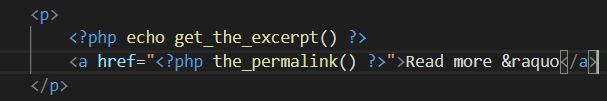 <p>
<?php echo get_the_excerpt() ?>
<a href="<?php the_permalink() ?>">Read more &raquo</a>
</p>